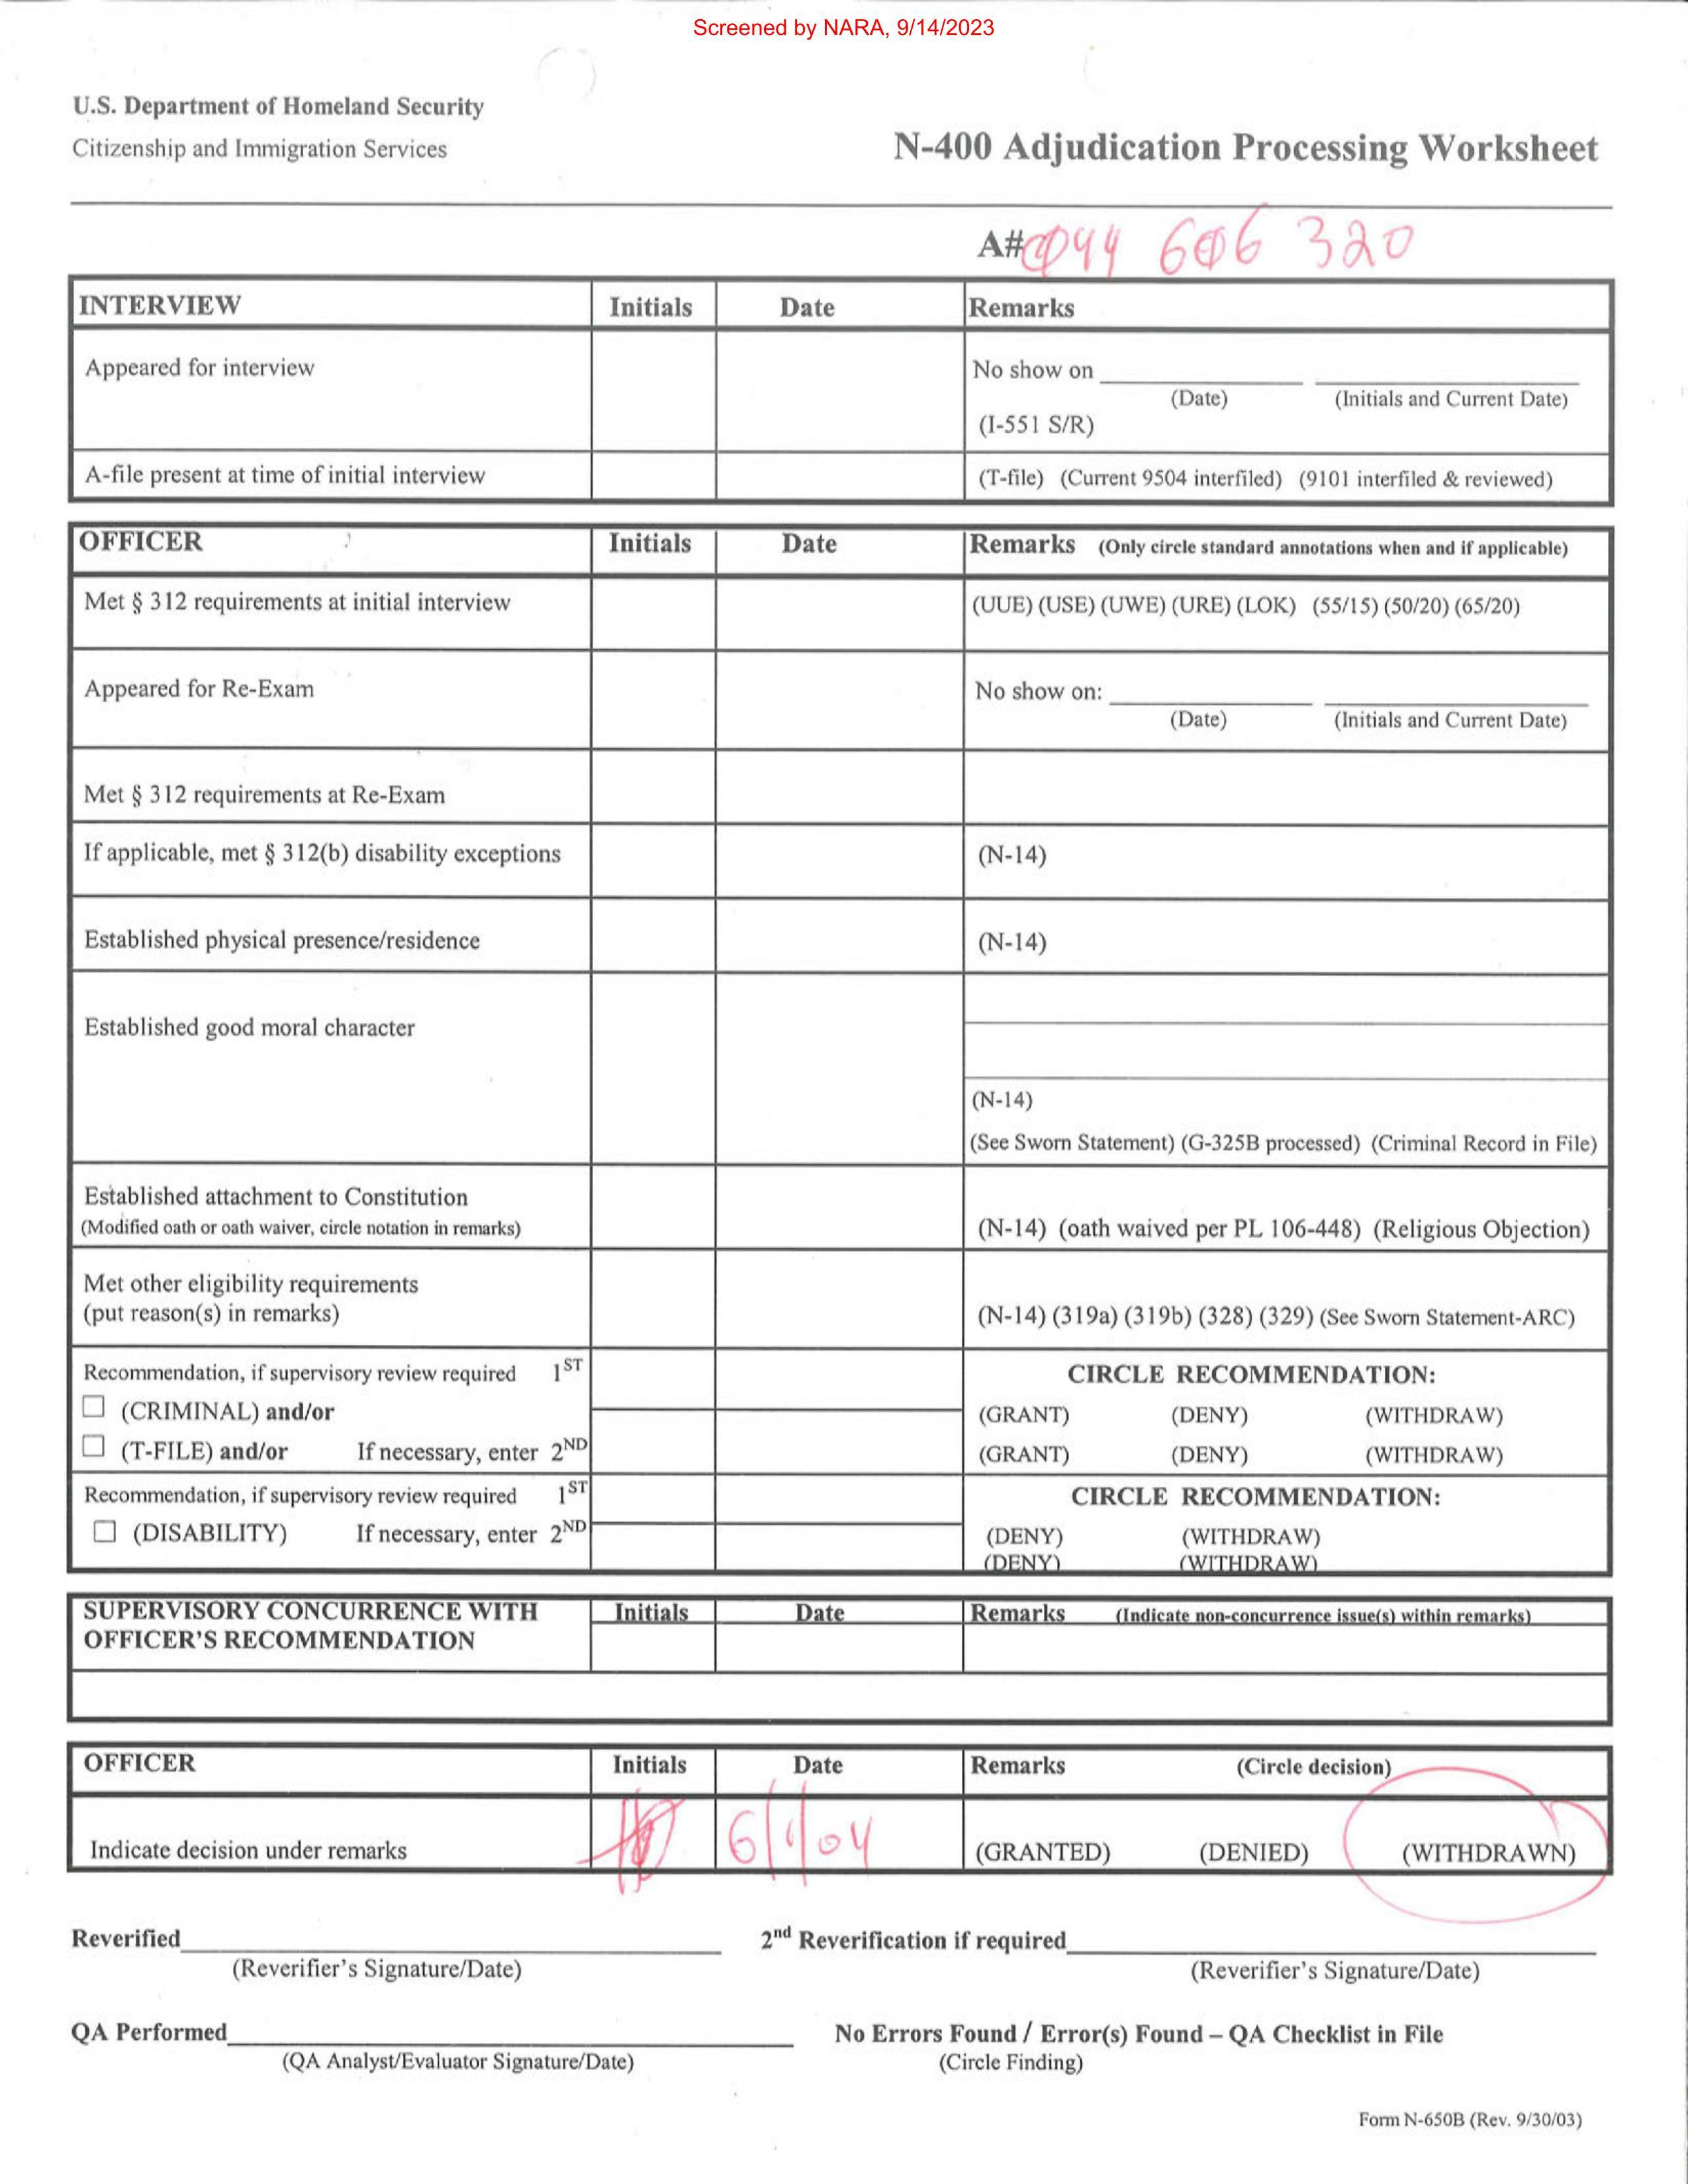 Screened by NARA, 9/14/2023
U.S. Department of Homeland Security
Citizenship and Immigration Services
N-400 Adjudication Processing Worksheet
A# 044 606 320
INTERVIEW Initials Date Remarks
Appeared for interview No show on
(Date) (Initials and Current Date)
(I-551 S/R)
A-file present at time of initial interview (T-file) (Current 9504 interfiled) (9101 interfiled & reviewed)
OFFICER Initials Date Remarks (Only circle standard annotations when and if applicable)
Met § 312 requirements at initial interview (UUE) (USE) (UWE) (URE) (LOK) (55/15) (50/20) (65/20)
Appeared for Re-Exam No show on:
(Date) (Initials and Current Date)
Met § 312 requirements at Re-Exam
If applicable, met § 312(b) disability exceptions (N-14)
Established physical presence/residence (N-14)
Established good moral character
(N-14)
(See Sworn Statement) (G-325B processed) (Criminal Record in File)
Established attachment to Constitution
(Modified oath or oath waiver, circle notation in remarks) (N-14) (oath waived per PL 106-448) (Religious Objection)
Met other eligibility requirements
(put reason(s) in remarks) (N-14) (319a) (319b) (328) (329) (See Sworn Statement-ARC)
Recommendation, if supervisory review required 1ST CIRCLE RECOMMENDATION:
(CRIMINAL) and/or (GRANT) (DENY) (WITHDRAW)
(T-FILE) and/or If necessary, enter 2ND (GRANT) (DENY) (WITHDRAW)
Recommendation, if supervisory review required 1ST CIRCLE RECOMMENDATION:
(DISABILITY) If necessary, enter 2ND (DENY) (WITHDRAW)
(DENY) (WITHDRAW)
SUPERVISORY CONCURRENCE WITH Initials Date Remarks (Indicate non-concurrence issue(s) within remarks)
OFFICER'S RECOMMENDATION
OFFICER Initials Date Remarks (Circle decision)
Indicate decision under remarks 6/1/04 (GRANTED) (DENIED) (WITHDRAWN)
Reverified 2nd Reverification if required
(Reverifier's Signature/Date) (Reverifier's Signature/Date)
QA Performed No Errors Found / Error(s) Found – QA Checklist in File
(QA Analyst/Evaluator Signature/Date) (Circle Finding)
Form N-650B (Rev. 9/30/03)